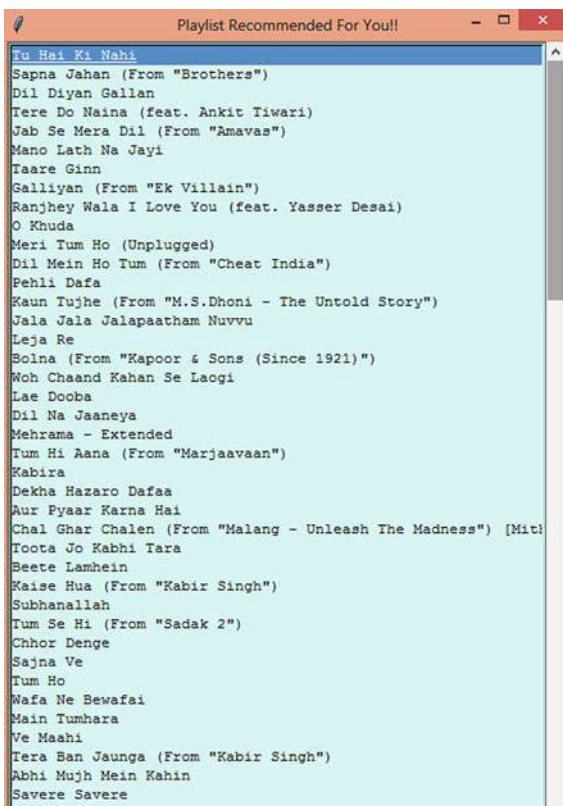 Playlist Recommended For You!!
Tu Hai Ki Nahi
Sapna Jahan (From "Brothers")
Dil Diyan Gallan
Tere Do Naina (feat. Ankit Tiwari)
Jab Se Mera Dil (From "Amavas")
Mano Lath Na Jayi
Taare Ginn
Galliyan (From "Ek Villain")
Ranjhey Wala I Love You (feat. Yasser Desai)
O Khuda
Meri Tum Ho (Unplugged)
Dil Mein Ho Tum (From "Cheat India")
Pehli Dafa
Kaun Tujhe (From "M.S.Dhoni - The Untold Story")
Jala Jala Jalapaatham Nuvvu
Leja Re
Bolna (From "Kapoor & Sons (Since 1921)")
Woh Chaand Kahan Se Laogi
Lae Dooba
Dil Na Jaaneya
Mehrama - Extended
Tum Hi Aana (From "Marjaavaan")
Kabira
Dekha Hazaro Dafaa
Aur Pyaar Karna Hai
Chal Ghar Chalen (From "Malang - Unleash The Madness")
Toota Jo Kabhi Tara
Beete Lamhein
Kaise Hua (From "Kabir Singh")
Subhanallah
Tum Se Hi (From "Sadak 2")
Chhor Denge
Sajna Ve
Tum Ho
Wafa Ne Bewafai
Main Tumhara
Ve Maahi
Tera Ban Jaunga (From "Kabir Singh")
Abhi Mujh Mein Kahin
Savere Savere